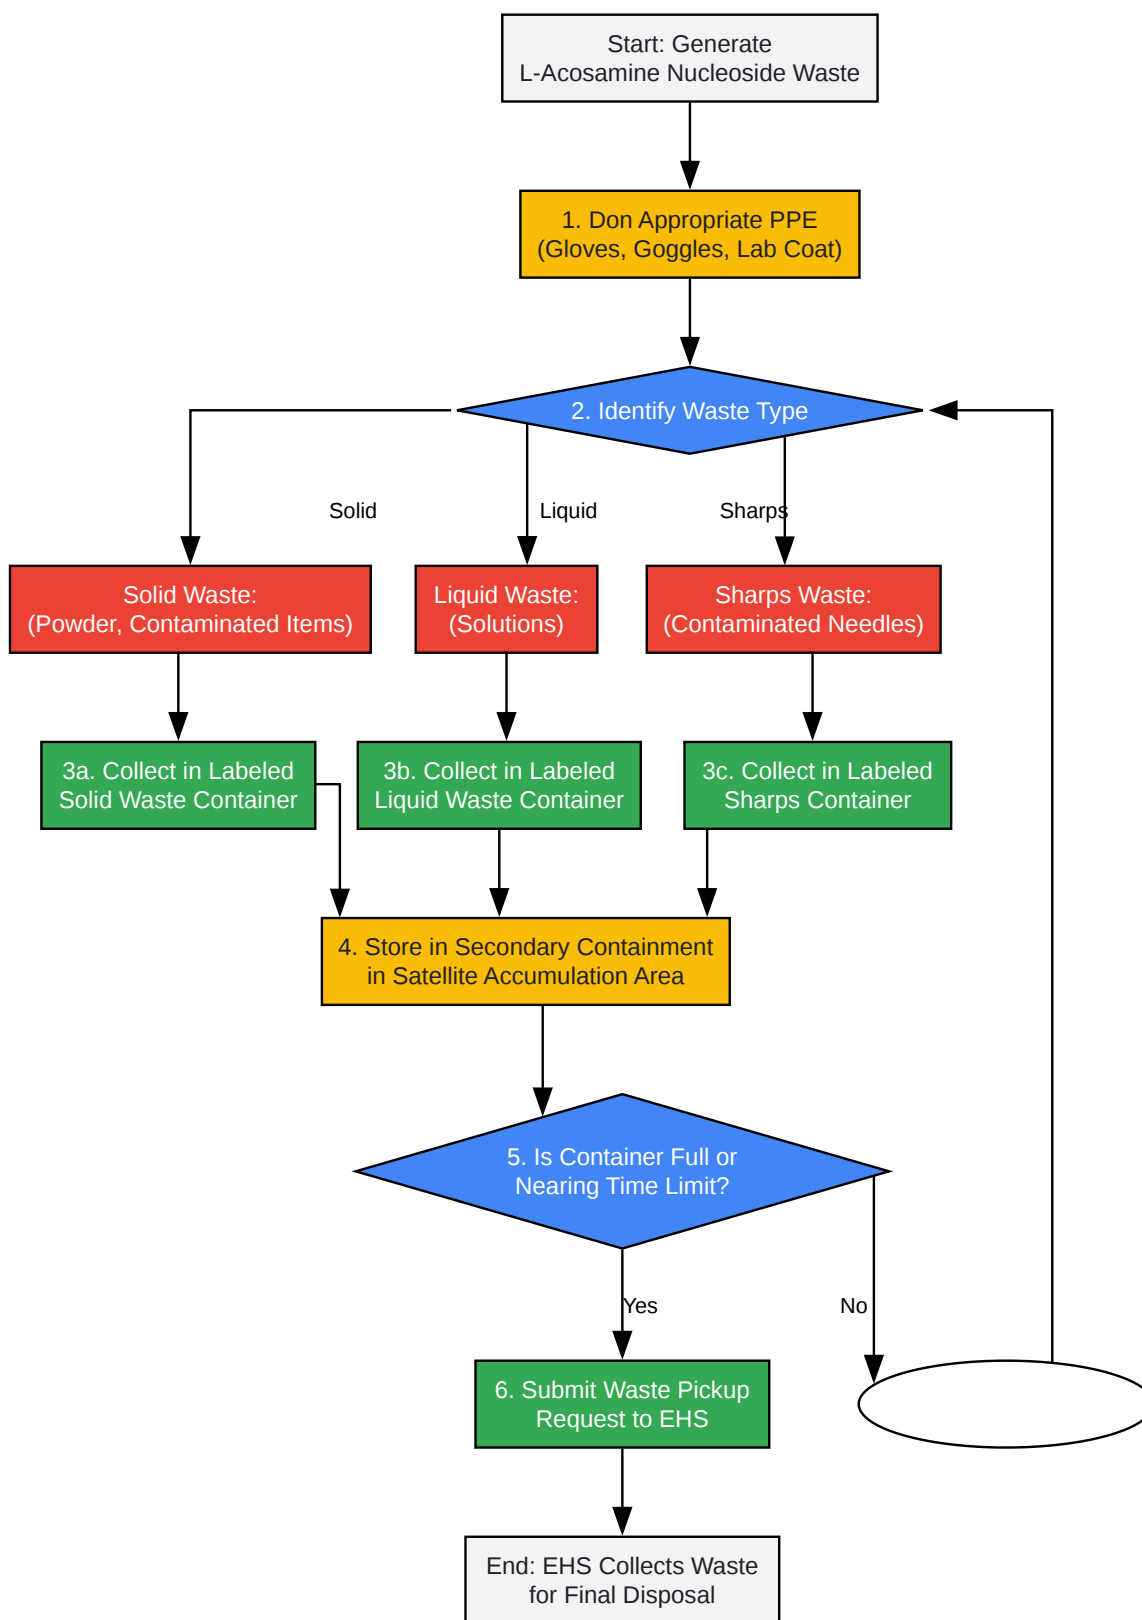 Start: Generate
L-Acosamine Nucleoside Waste
1. Don Appropriate PPE
(Gloves, Goggles, Lab Coat)
2. Identify Waste Type
Solid
Liquid
Sharps
Solid Waste:
(Powder, Contaminated Items)
Liquid Waste:
(Solutions)
Sharps Waste:
(Contaminated Needles)
3a. Collect in Labeled
Solid Waste Container
3b. Collect in Labeled
Liquid Waste Container
3c. Collect in Labeled
Sharps Container
4. Store in Secondary Containment
in Satellite Accumulation Area
5. Is Container Full or
Nearing Time Limit?
Yes
No
6. Submit Waste Pickup
Request to EHS
End: EHS Collects Waste
for Final Disposal